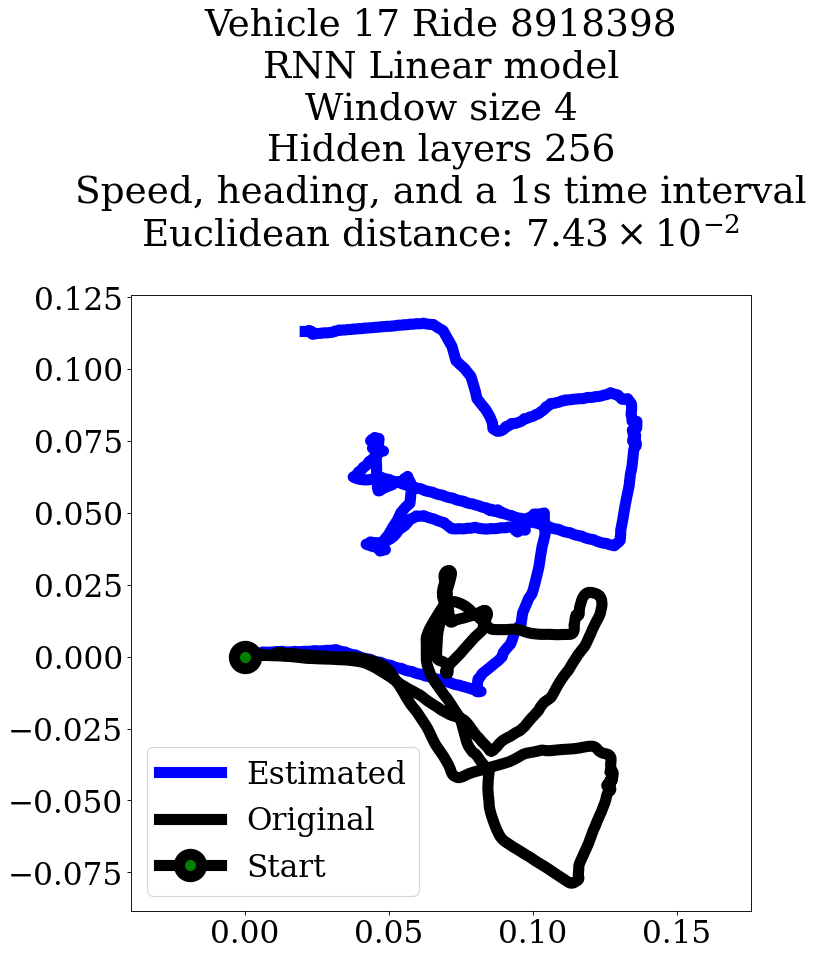 Vehicle 17 Ride 8918398
RNN Linear model
Window size 4
Hidden layers 256
Speed, heading, and a 1s time interval
Euclidean distance: 7.43 × 10⁻²
0.125
0.100
0.075
0.050
0.025
0.000
−0.025
−0.050
−0.075
Estimated
Original
Start
0.00 0.05 0.10 0.15